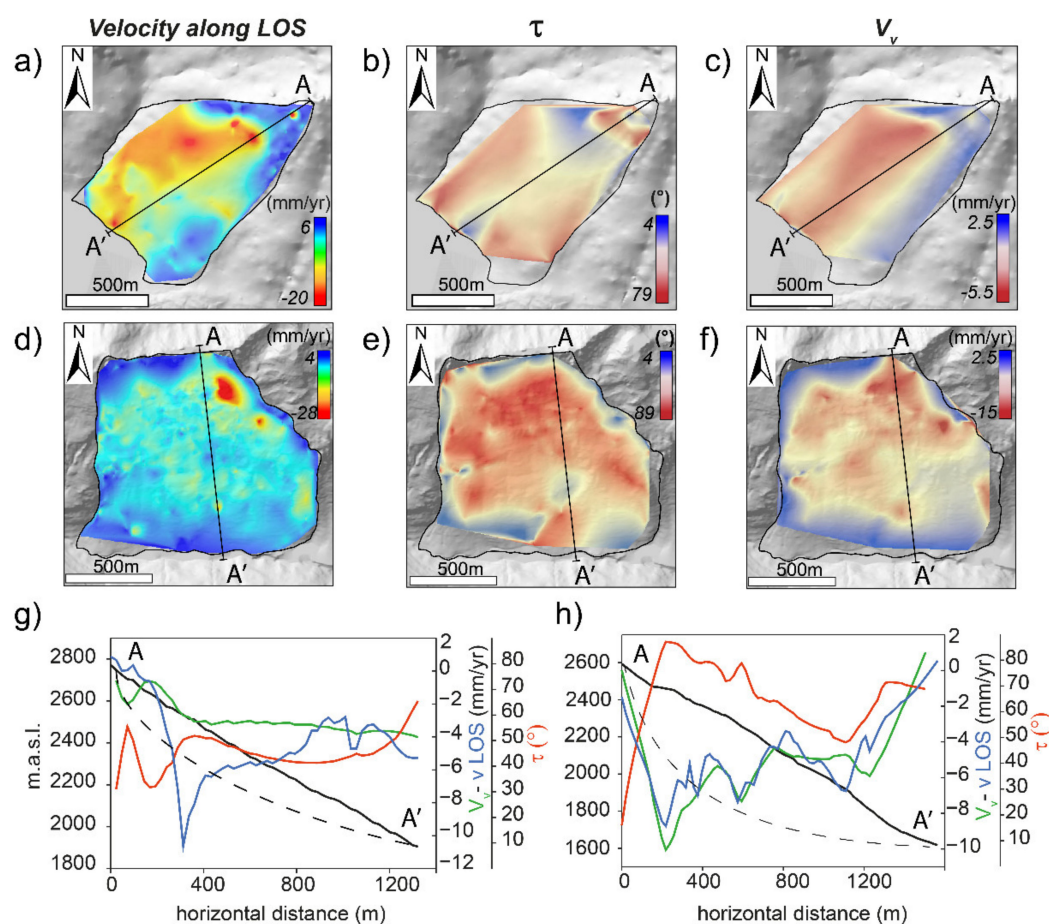 Velocity along LOS
τ
Vv
a)
N
A
A'
(mm/yr)
6
-20
500m
b)
N
A
A'
(°)
4
79
500m
c)
N
A
A'
(mm/yr)
2.5
-5.5
500m
d)
N
A
A'
(mm/yr)
4
-28
500m
e)
N
A
A'
(°)
4
89
500m
f)
N
A
A'
(mm/yr)
2.5
-15
500m
g)
A
A'
m.a.s.l.
2800
2700
2600
2400
2200
2000
1800
0
400
800
1200
horizontal distance (m)
2
0
−2
−4
−6
−8
−10
−12
Vv - v LOS (mm/yr)
80
70
60
50
40
30
20
10
τ (°)
h)
A
A'
2600
2400
2200
2000
1800
1600
0
400
800
1200
horizontal distance (m)
2
0
−2
−4
−6
−8
−10
Vv - v LOS (mm/yr)
80
70
60
50
40
30
20
10
τ (°)